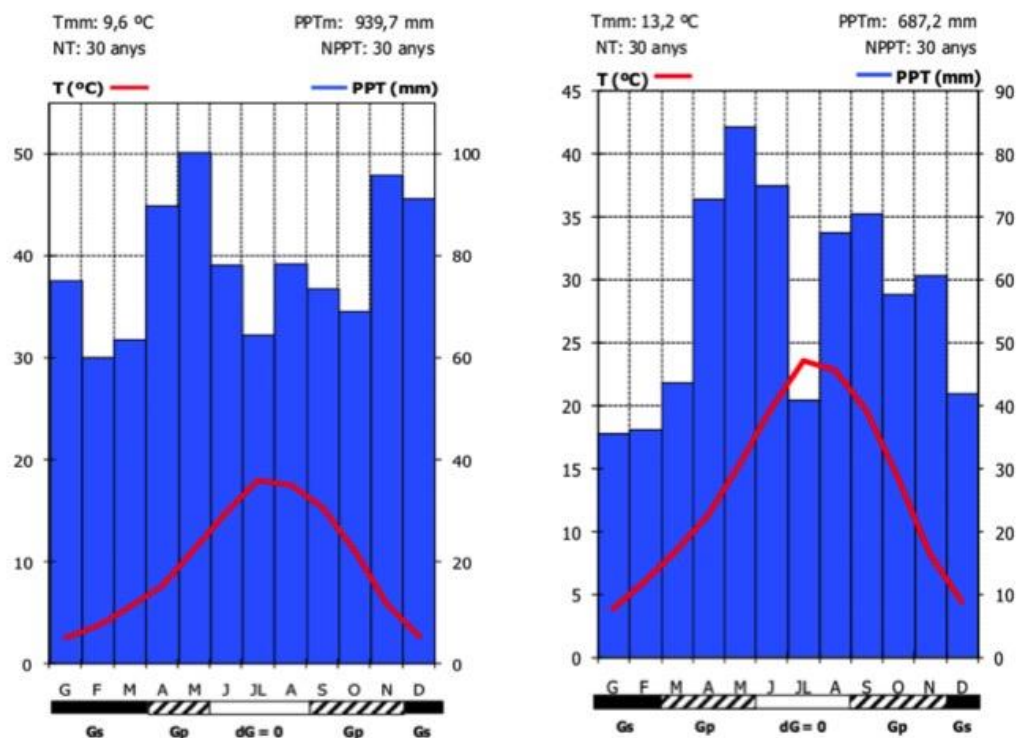 Tmm: 9,6 ºC PPTm: 939,7 mm
NT: 30 anys NPPT: 30 anys
T (ºC) PPT (mm)
50 100
40 80
30 60
20 40
10 20
0 0
G F M A M J JL A S O N D
Gs Gp dG = 0 Gp Gs
Tmm: 13,2 ºC PPTm: 687,2 mm
NT: 30 anys NPPT: 30 anys
T (ºC) PPT (mm)
45 90
40 80
35 70
30 60
25 50
20 40
15 30
10 20
5 10
0 0
G F M A M J JL A S O N D
Gs Gp dG = 0 Gp Gs